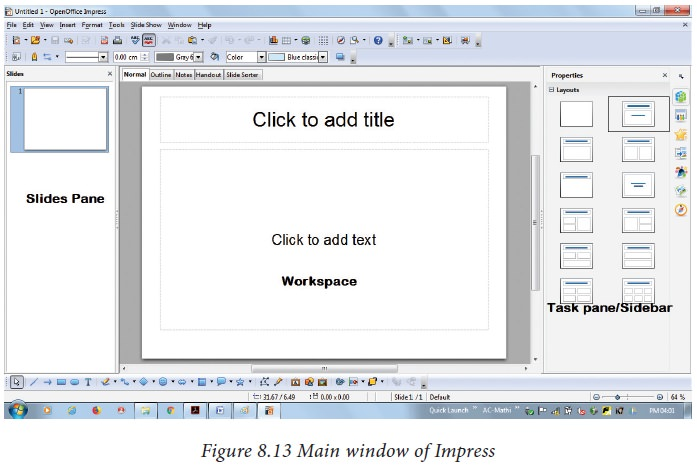 Untitled 1 - OpenOffice Impress
File Edit View Insert Format Tools Slide Show Window Help
0.00 cm Gray 6 Color Blue classic
Slides
Normal Outline Notes Handout Slide Sorter
Properties
Layouts
1
Click to add title
Slides Pane
Click to add text
Workspace
Task pane/Sidebar
31.67 / 6.49 0.00 x 0.00 Slide 1 / 1 Default 64 %
Quick Launch AC-Mathi PM 04:01
Figure 8.13 Main window of Impress